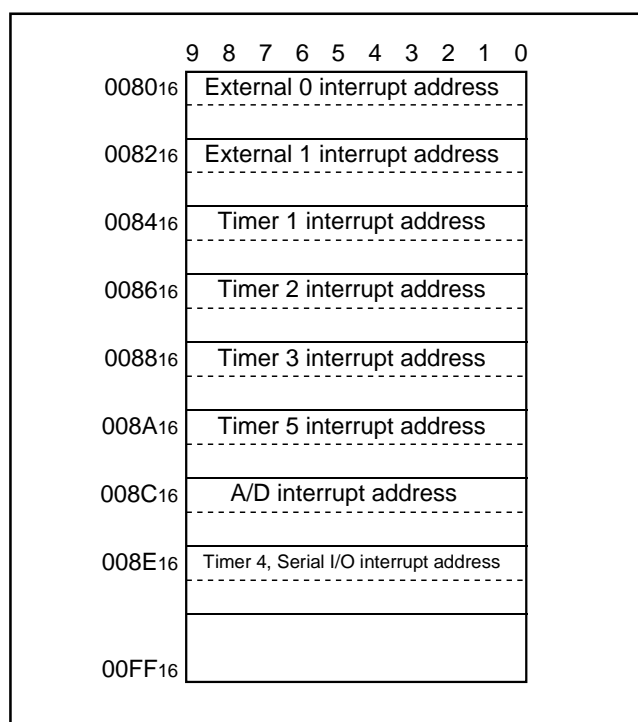 9 8 7 6 5 4 3 2 1 0
0080₁₆ External 0 interrupt address
0082₁₆ External 1 interrupt address
0084₁₆ Timer 1 interrupt address
0086₁₆ Timer 2 interrupt address
0088₁₆ Timer 3 interrupt address
008A₁₆ Timer 5 interrupt address
008C₁₆ A/D interrupt address
008E₁₆ Timer 4, Serial I/O interrupt address
00FF₁₆